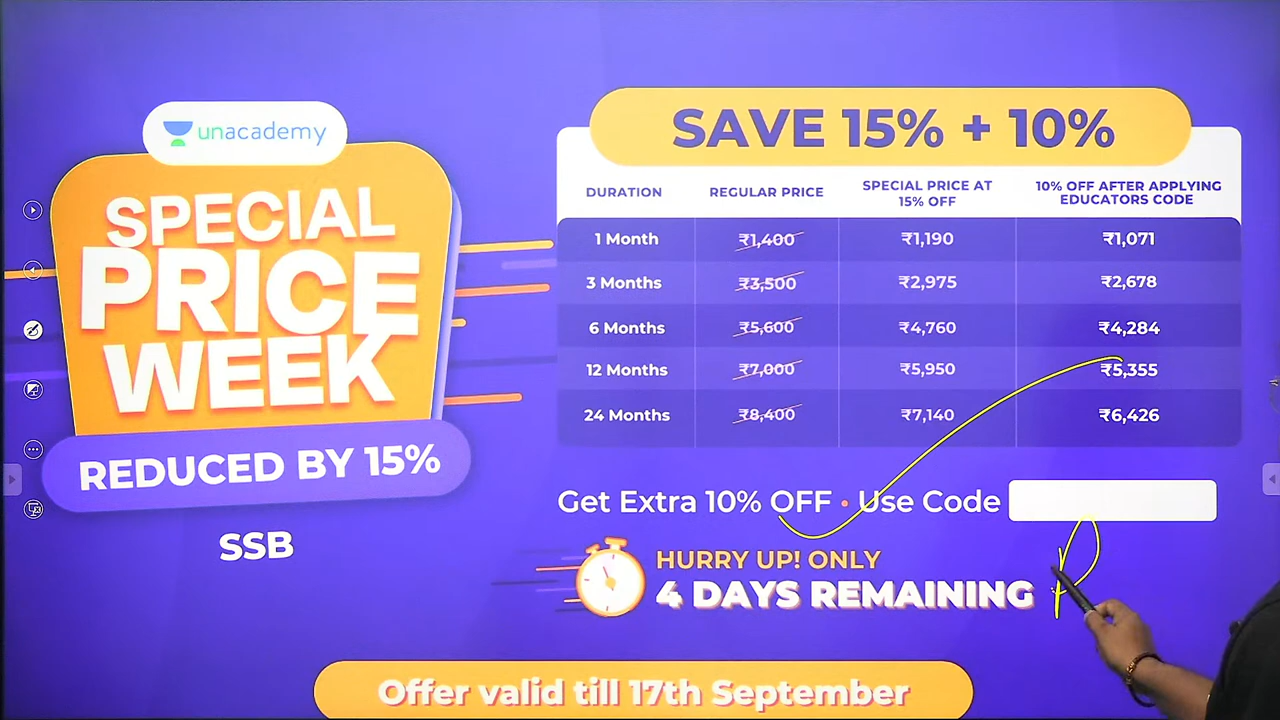 unacademy
SPECIAL
PRICE
WEEK
REDUCED BY 15%
SSB
SAVE 15% + 10%
DURATION REGULAR PRICE SPECIAL PRICE AT 15% OFF 10% OFF AFTER APPLYING EDUCATORS CODE
1 Month ₹1,400 ₹1,190 ₹1,071
3 Months ₹3,500 ₹2,975 ₹2,678
6 Months ₹5,600 ₹4,760 ₹4,284
12 Months ₹7,000 ₹5,950 ₹5,355
24 Months ₹8,400 ₹7,140 ₹6,426
Get Extra 10% OFF • Use Code
HURRY UP! ONLY
4 DAYS REMAINING
P
Offer valid till 17th September